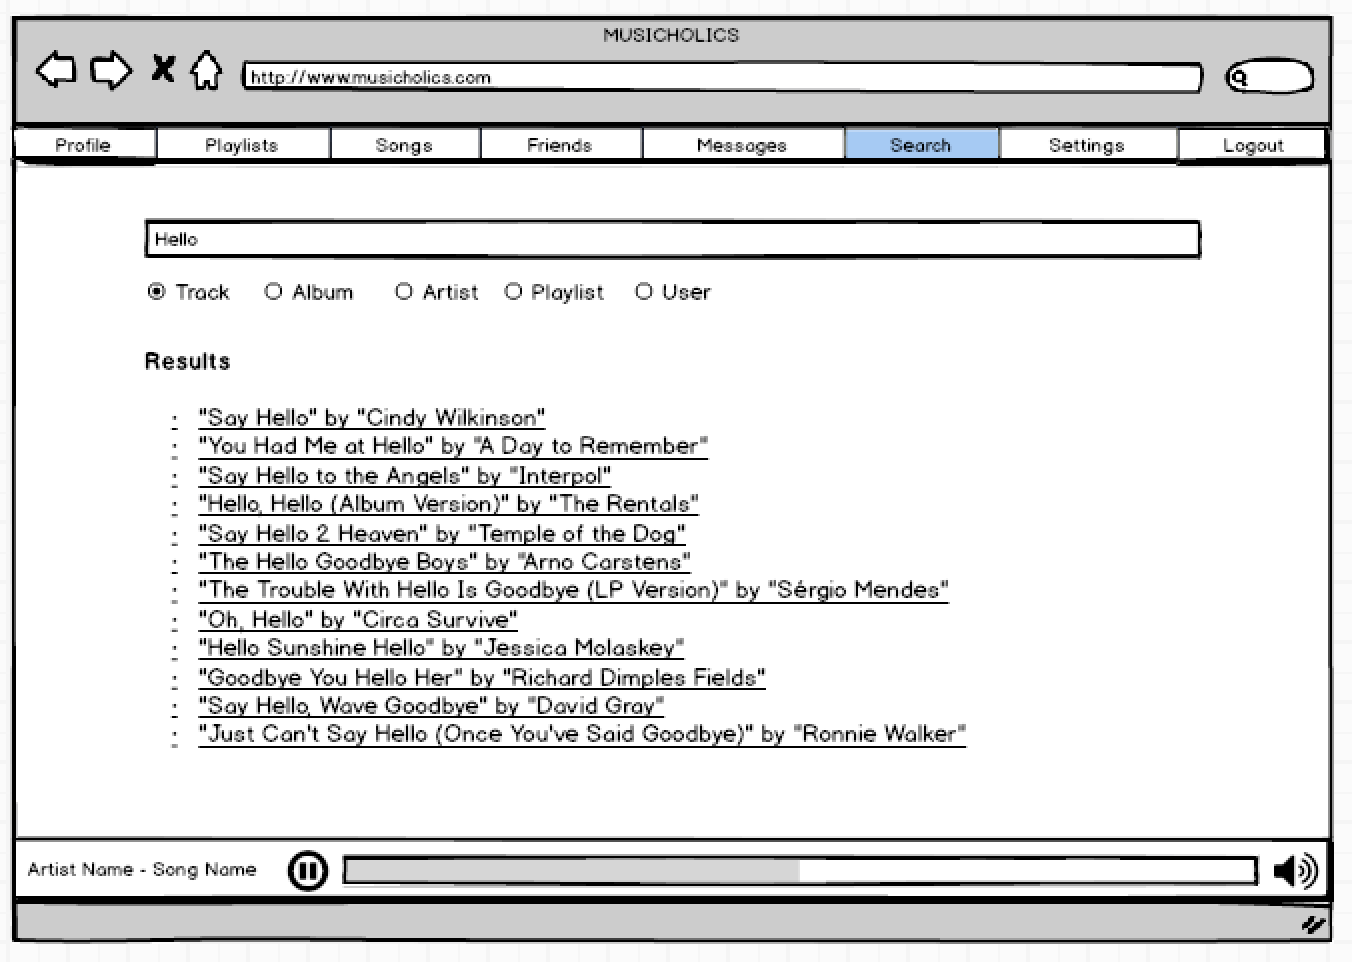 MUSICHOLICS
http://www.musicholics.com
Profile Playlists Songs Friends Messages Search Settings Logout
Hello
Track Album Artist Playlist User
Results
: "Say Hello" by "Cindy Wilkinson"
: "You Had Me at Hello" by "A Day to Remember"
: "Say Hello to the Angels" by "Interpol"
: "Hello, Hello (Album Version)" by "The Rentals"
: "Say Hello 2 Heaven" by "Temple of the Dog"
: "The Hello Goodbye Boys" by "Arno Carstens"
: "The Trouble With Hello Is Goodbye (LP Version)" by "Sérgio Mendes"
: "Oh, Hello" by "Circa Survive"
: "Hello Sunshine Hello" by "Jessica Molaskey"
: "Goodbye You Hello Her" by "Richard Dimples Fields"
: "Say Hello, Wave Goodbye" by "David Gray"
: "Just Can't Say Hello (Once You've Said Goodbye)" by "Ronnie Walker"
Artist Name - Song Name